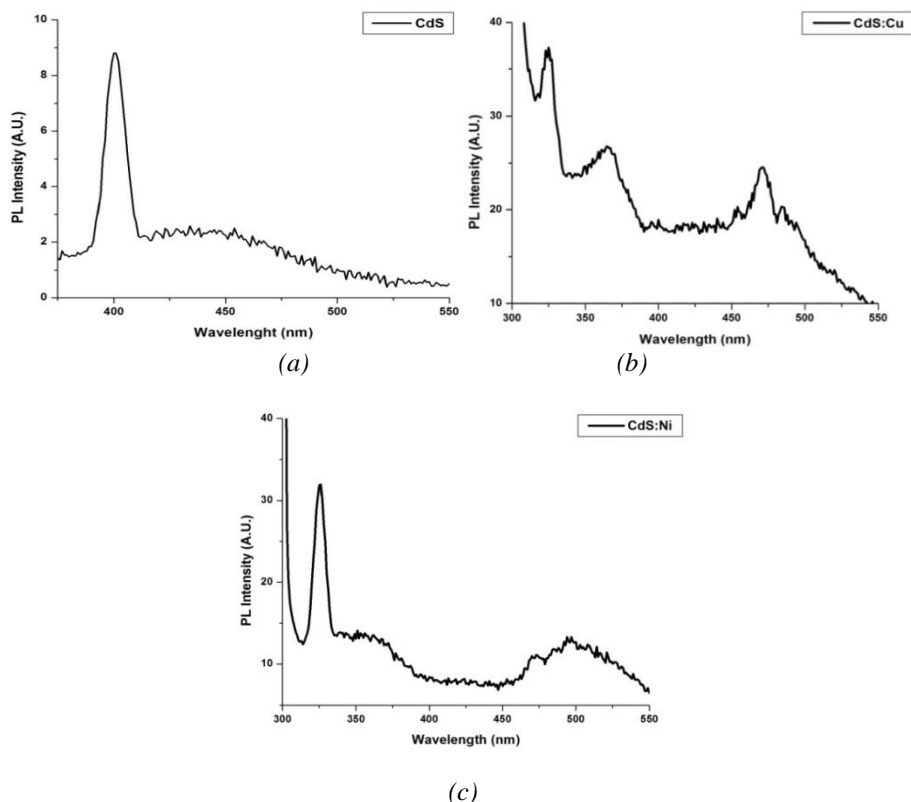 CdS
10
8
6
4
2
0
PL Intensity (A.U.)
400
450
500
550
Wavelenght (nm)
(a)
CdS:Cu
40
30
20
10
PL Intensity (A.U.)
300
350
400
450
500
550
Wavelength (nm)
(b)
CdS:Ni
40
30
20
10
PL Intensity (A.U.)
300
350
400
450
500
550
Wavelength (nm)
(c)